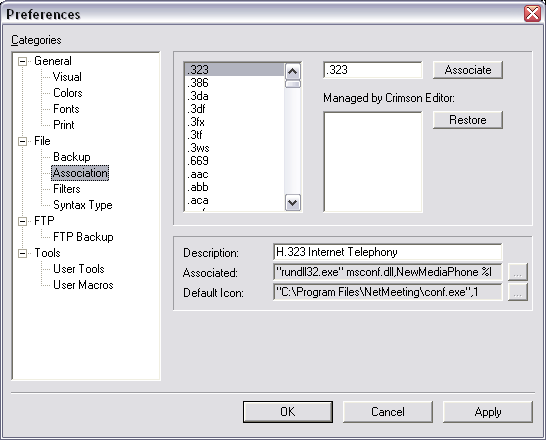 Preferences
Categories
General
Visual
Colors
Fonts
Print
File
Backup
Association
Filters
Syntax Type
FTP
FTP Backup
Tools
User Tools
User Macros
.323
.386
.3da
.3df
.3fx
.3tf
.3ws
.669
.aac
.abb
.aca
.323
Associate
Managed by Crimson Editor:
Restore
Description:
H.323 Internet Telephony
Associated:
"rundll32.exe" msconf.dll,NewMediaPhone %l
...
Default Icon:
"C:\Program Files\NetMeeting\conf.exe",1
...
OK
Cancel
Apply